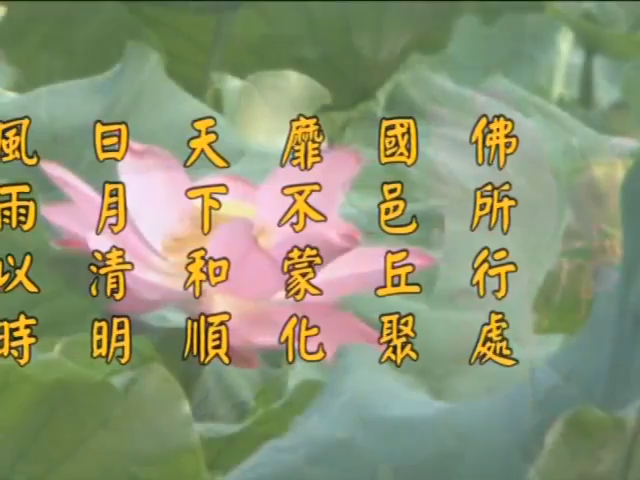 佛所行處
國邑丘聚
靡不蒙化
天下和順
日月清明
風雨以時